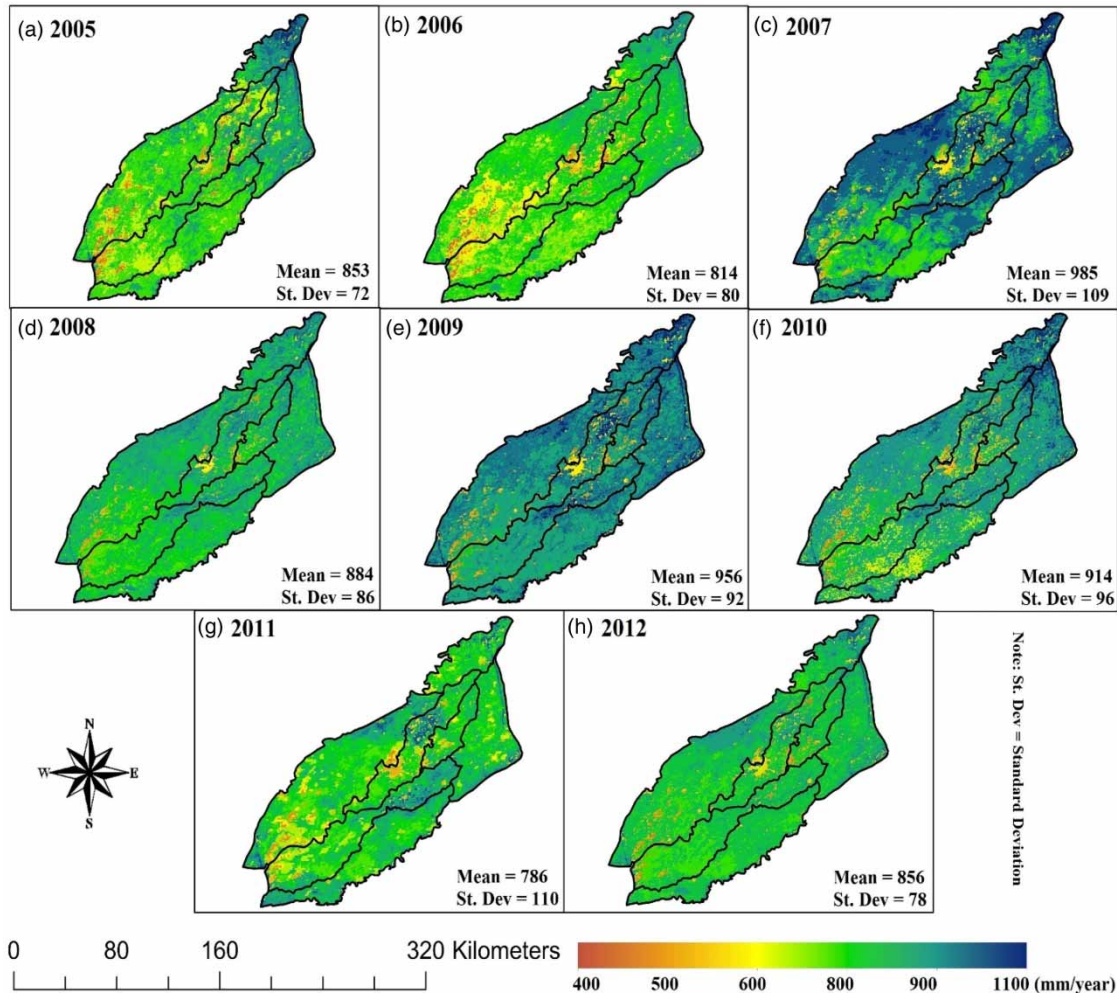 (a) 2005
Mean = 853
St. Dev = 72
(b) 2006
Mean = 814
St. Dev = 80
(c) 2007
Mean = 985
St. Dev = 109
(d) 2008
Mean = 884
St. Dev = 86
(e) 2009
Mean = 956
St. Dev = 92
(f) 2010
Mean = 914
St. Dev = 96
(g) 2011
Mean = 786
St. Dev = 110
(h) 2012
Mean = 856
St. Dev = 78
Note: St. Dev = Standard Deviation
N
W E
S
0 80 160 320 Kilometers
400 500 600 800 900 1100 (mm/year)